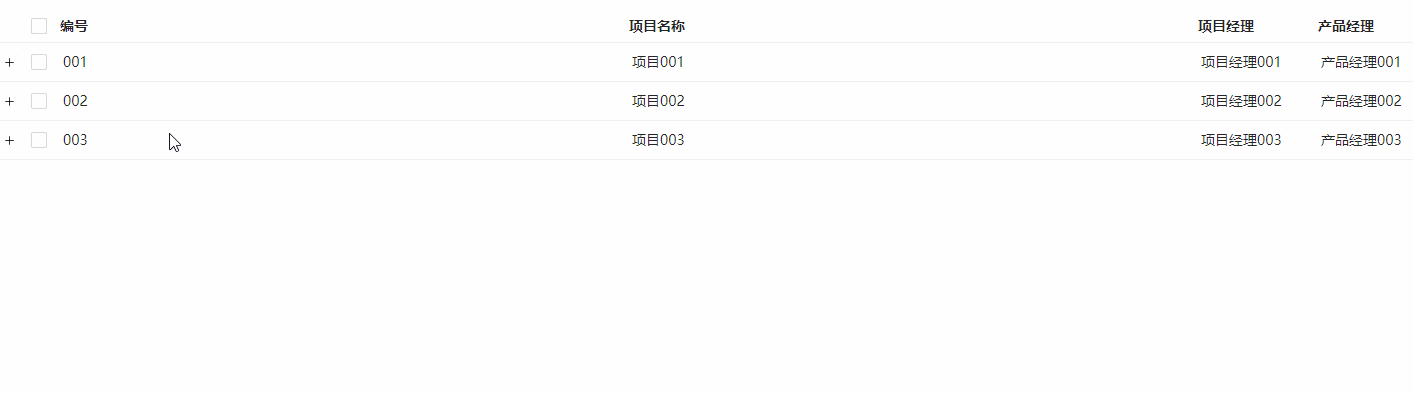 编号 项目名称 项目经理 产品经理
+ 001 项目001 项目经理001 产品经理001
+ 002 项目002 项目经理002 产品经理002
+ 003 项目003 项目经理003 产品经理003